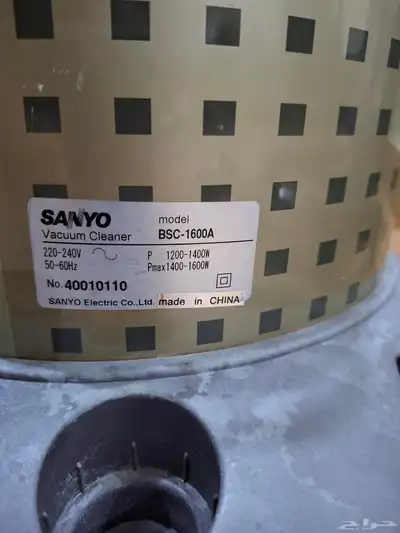 SANYO model
Vacuum Cleaner BSC-1600A
220-240V P 1200-1400W
50-60Hz Pmax1400-1600W
No. 40010110
SANYO Electric Co.,Ltd. made in CHINA
حراج